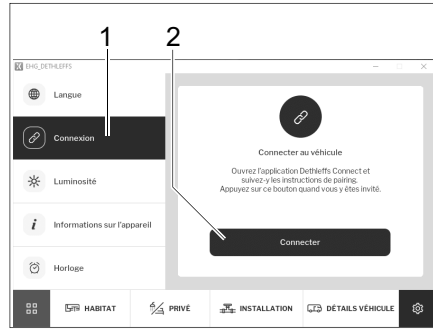 1
2
X EHG_DETHLEFFS
Langue
Connexion
Luminosité
i Informations sur l'appareil
Horloge
Connecter au véhicule
Ouvrez l'application Dethleffs Connect et
suivez-y les instructions de pairing.
Appuyez sur ce bouton quand vous y êtes invité.
Connecter
HABITAT
PRIVÉ
INSTALLATION
DÉTAILS VÉHICULE